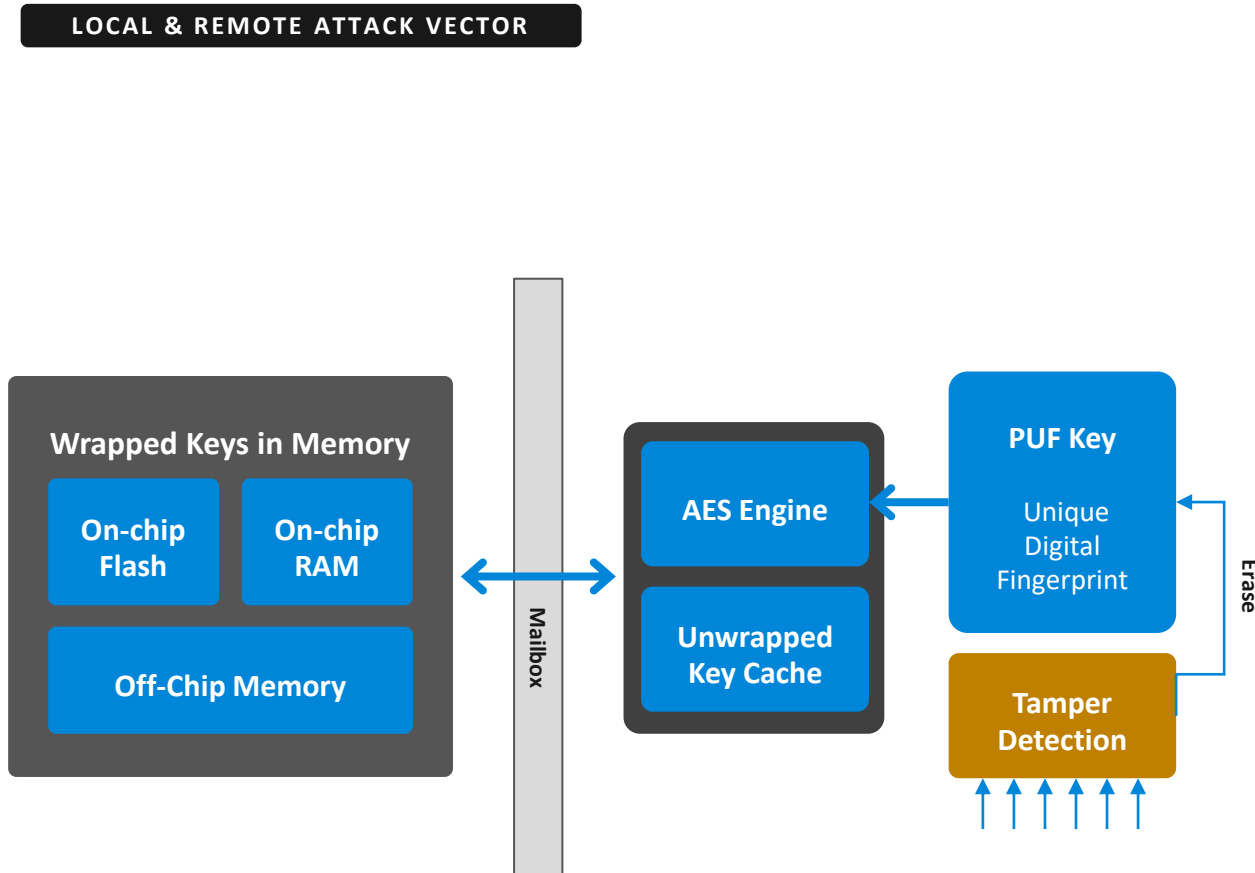 LOCAL & REMOTE ATTACK VECTOR
Wrapped Keys in Memory
On-chip
Flash
On-chip
RAM
Off-Chip Memory
Mailbox
AES Engine
Unwrapped
Key Cache
PUF Key
Unique
Digital
Fingerprint
Erase
Tamper
Detection